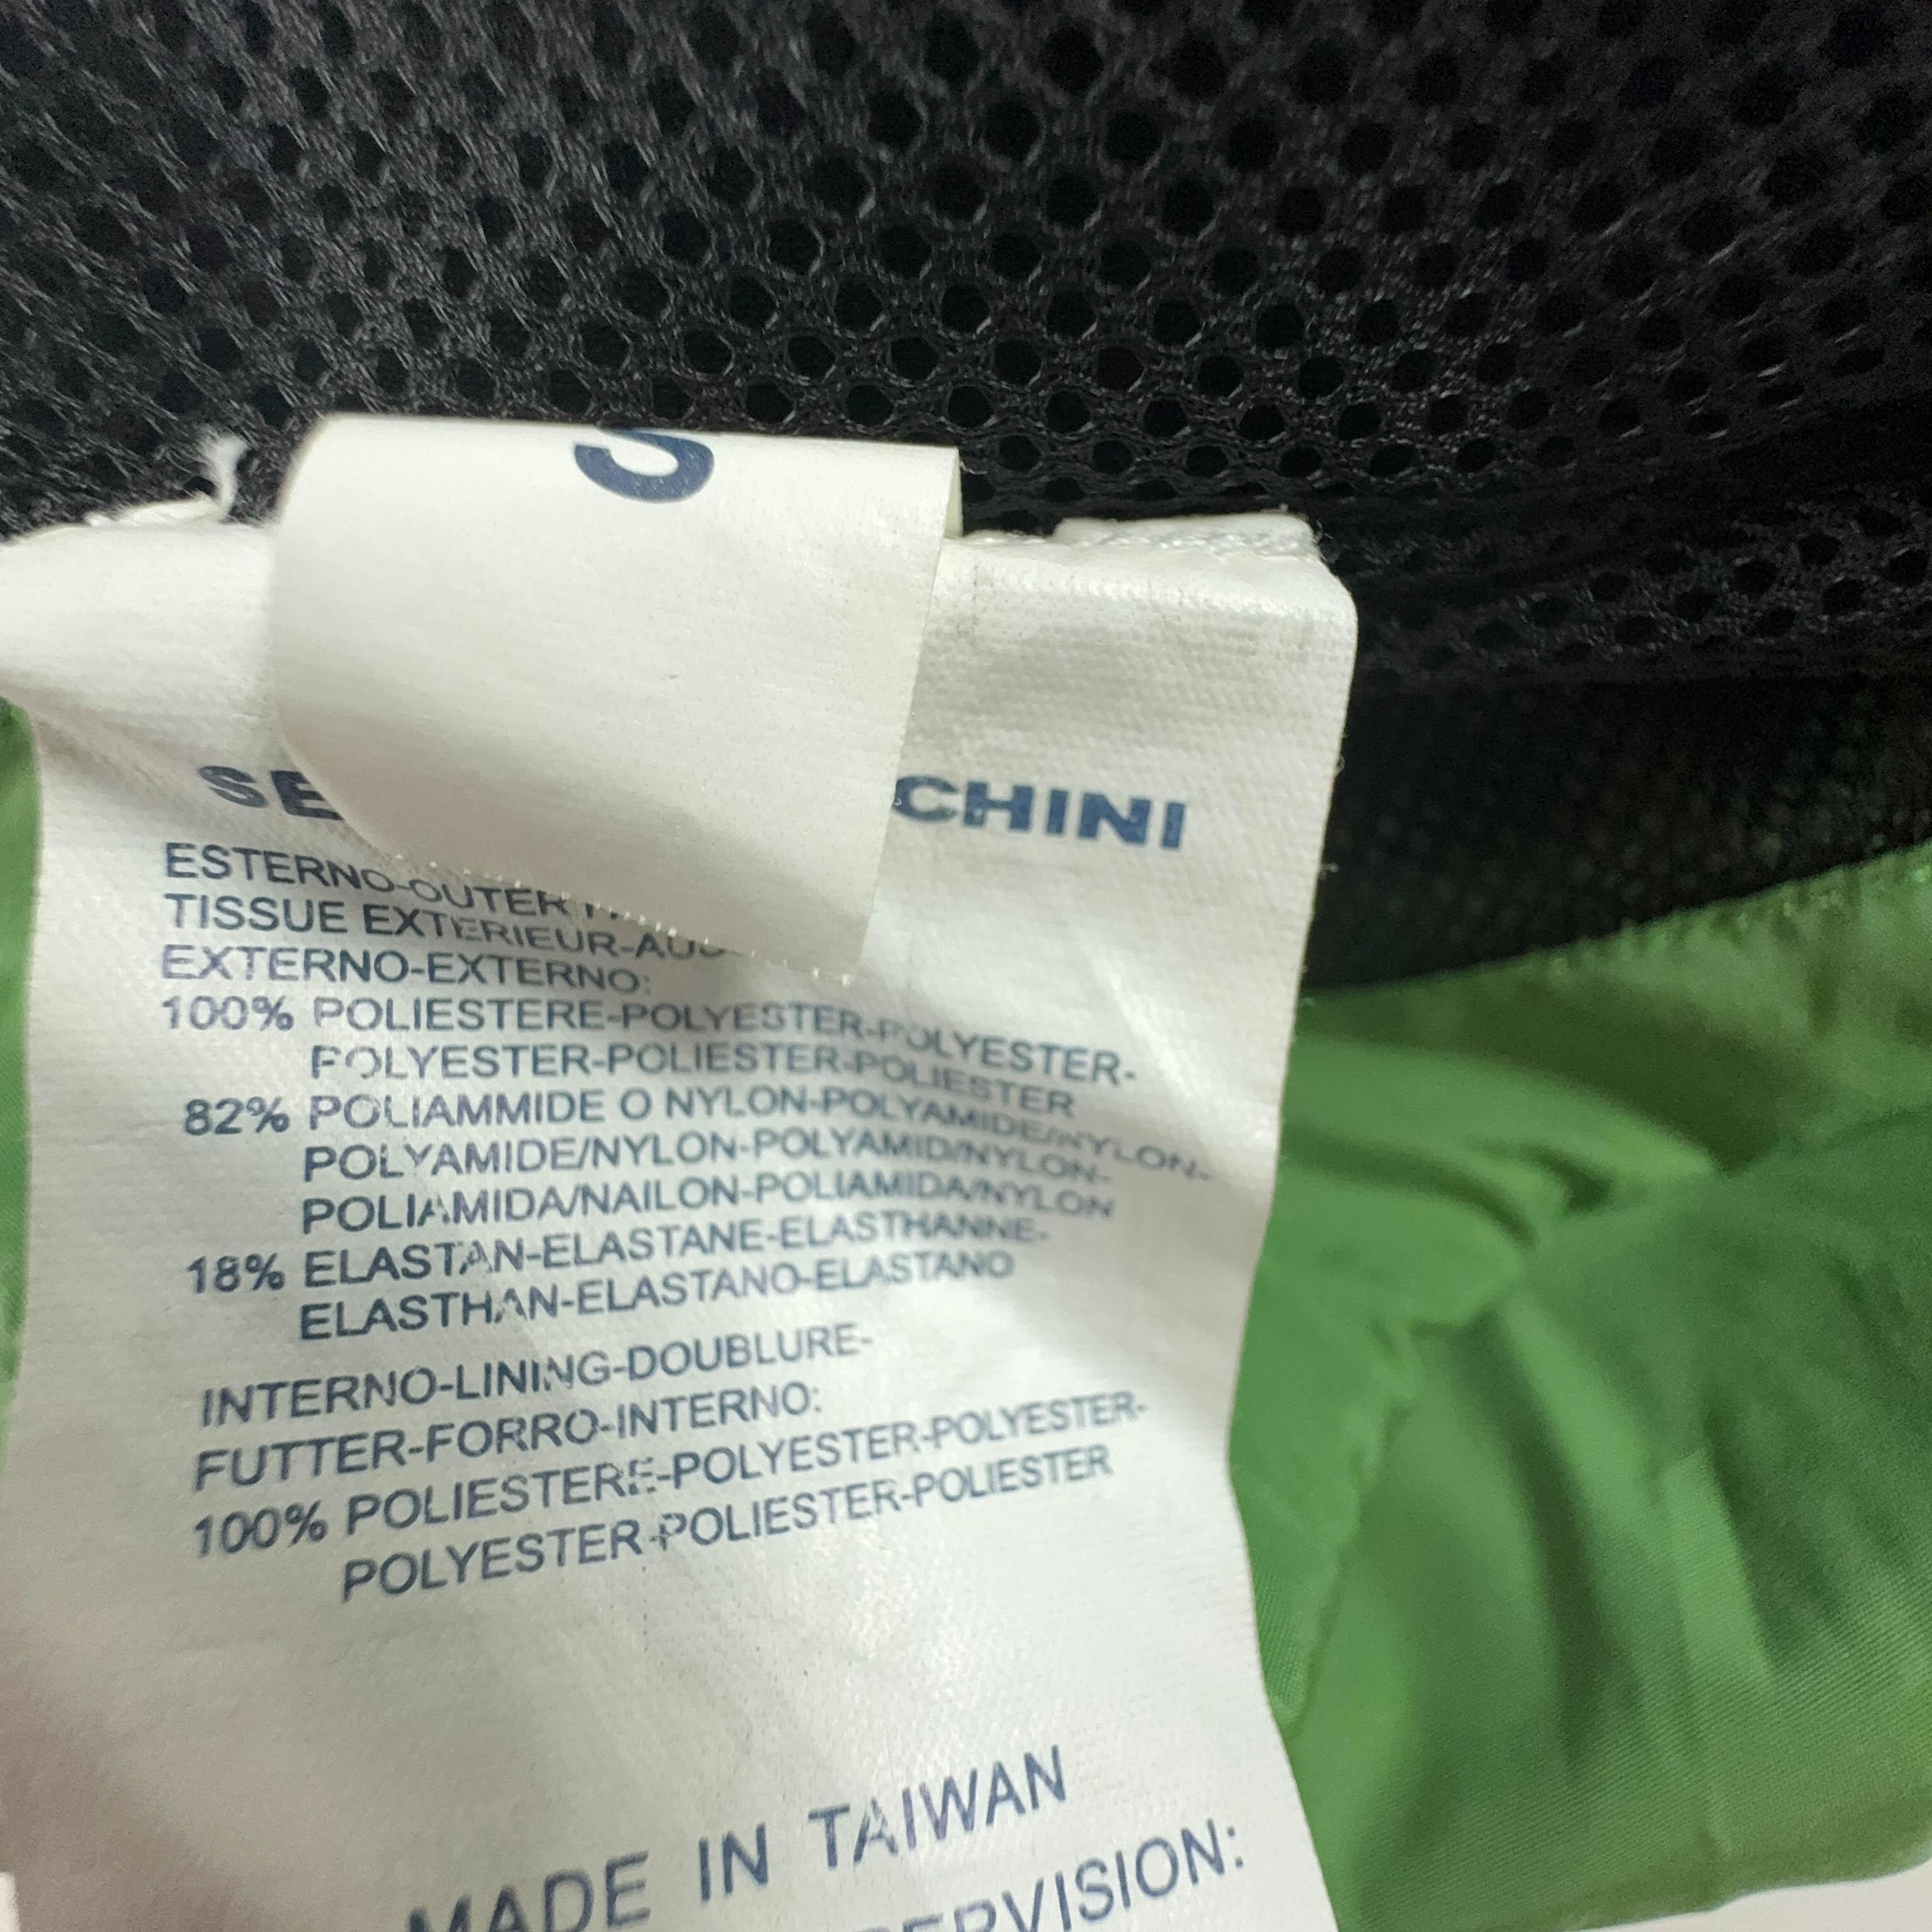 S
SE CHINI
ESTERNO-OUTER
TISSUE EXTERIEUR-AUS
EXTERNO-EXTERNO:
100% POLIESTERE-POLYESTER-POLYESTER-
POLYESTER-POLIESTER-POLIESTER
82% POLIAMMIDE O NYLON-POLYAMIDE/NYLON-
POLYAMIDE/NYLON-POLYAMID/NYLON-
POLIAMIDA/NAILON-POLIAMIDA/NYLON
18% ELASTAN-ELASTANE-ELASTHANNE-
ELASTHAN-ELASTANO-ELASTANO
INTERNO-LINING-DOUBLURE-
FUTTER-FORRO-INTERNO:
100% POLIESTERE-POLYESTER-POLYESTER-
POLYESTER-POLIESTER-POLIESTER
MADE IN TAIWAN
ERVISION: